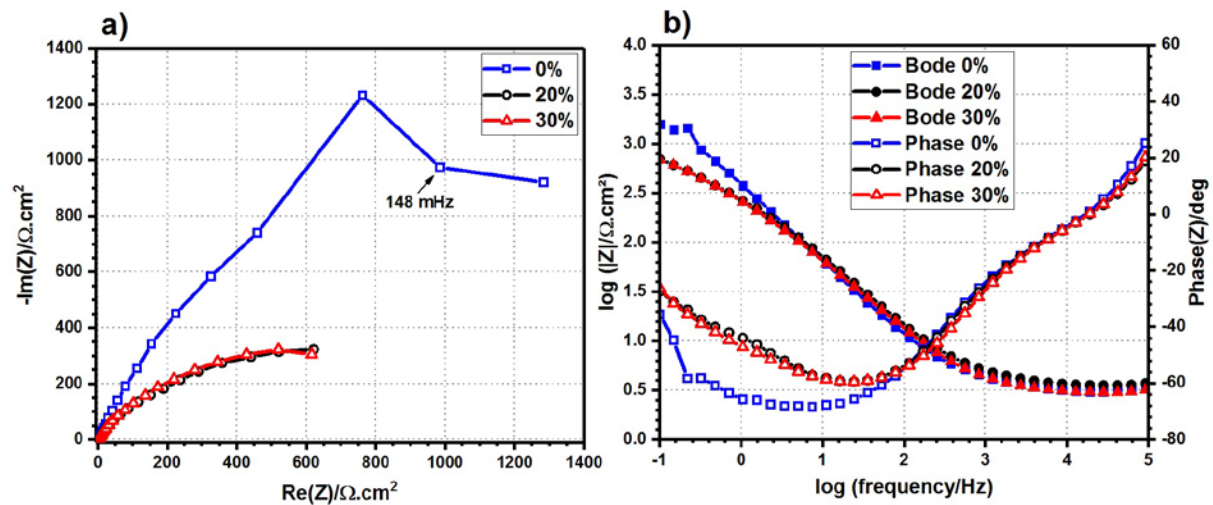 a)
1400
1200
1000
800
600
400
200
0
-Im(Z)/Ω.cm²
0%
20%
30%
148 mHz
0 200 400 600 800 1000 1200 1400
Re(Z)/Ω.cm²
b)
4.0
3.5
3.0
2.5
2.0
1.5
1.0
0.5
0.0
log (|Z|/Ω.cm²)
Bode 0%
Bode 20%
Bode 30%
Phase 0%
Phase 20%
Phase 30%
60
40
20
0
-20
-40
-60
-80
Phase(Z)/deg
-1 0 1 2 3 4 5
log (frequency/Hz)